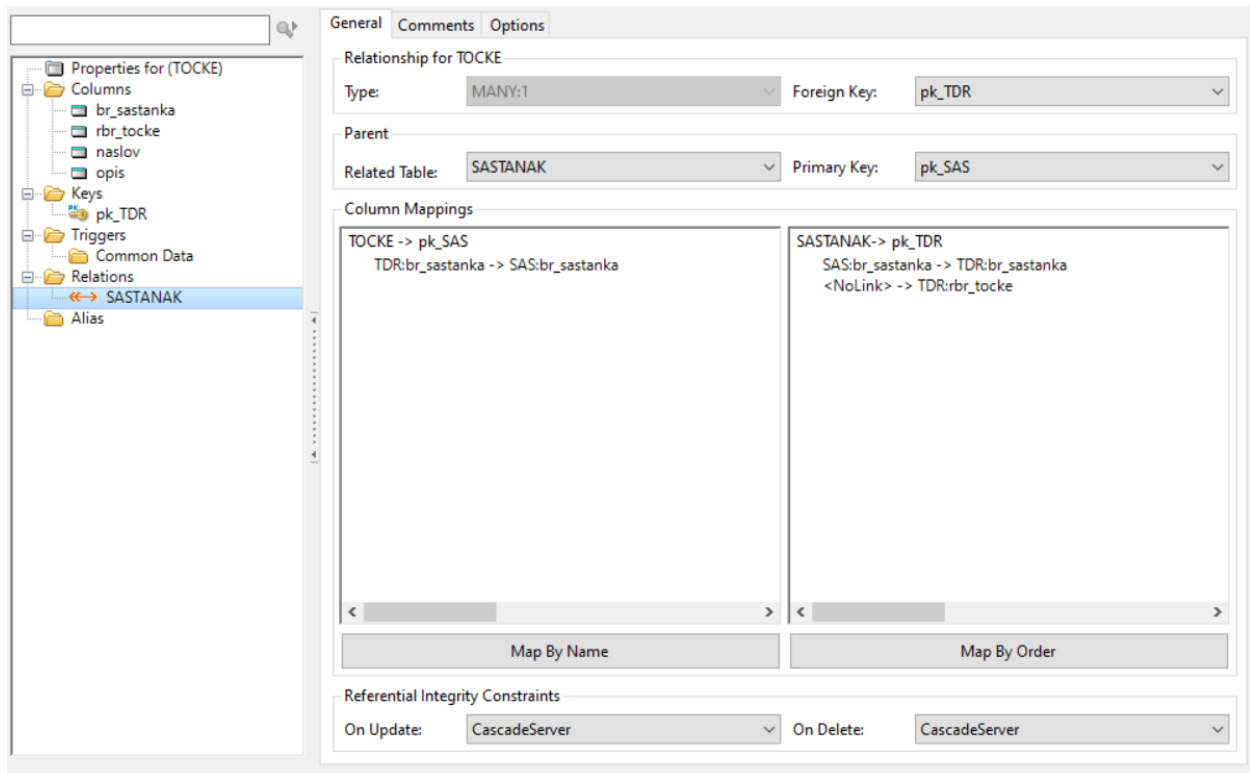 Properties for (TOCKE)
Columns
br_sastanka
rbr_tocke
naslov
opis
Keys
pk_TDR
Triggers
Common Data
Relations
SASTANAK
Alias
General Comments Options
Relationship for TOCKE
Type: MANY:1 Foreign Key: pk_TDR
Parent
Related Table: SASTANAK Primary Key: pk_SAS
Column Mappings
TOCKE -> pk_SAS
TDR:br_sastanka -> SAS:br_sastanka
SASTANAK-> pk_TDR
SAS:br_sastanka -> TDR:br_sastanka
<NoLink> -> TDR:rbr_tocke
Map By Name Map By Order
Referential Integrity Constraints
On Update: CascadeServer On Delete: CascadeServer